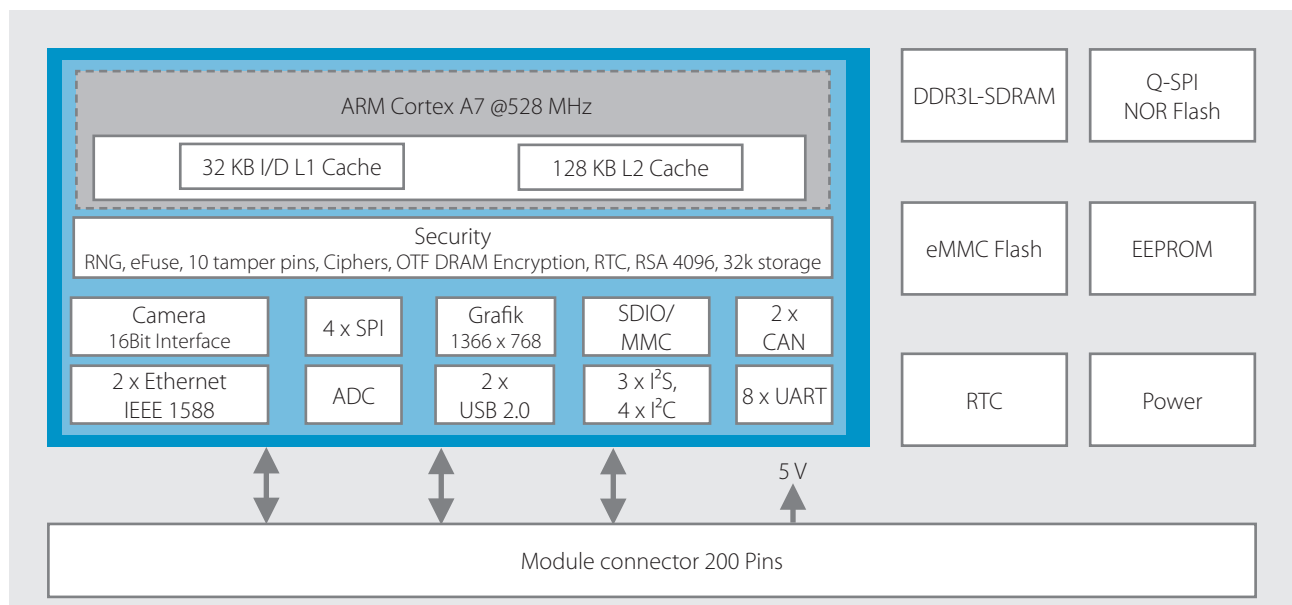 ARM Cortex A7 @528 MHz
32 KB I/D L1 Cache
128 KB L2 Cache
Security
RNG, eFuse, 10 tamper pins, Ciphers, OTF DRAM Encryption, RTC, RSA 4096, 32k storage
Camera
16Bit Interface
4 x SPI
Grafik
1366 x 768
SDIO/
MMC
2 x
CAN
2 x Ethernet
IEEE 1588
ADC
2 x
USB 2.0
3 x I²S,
4 x I²C
8 x UART
DDR3L-SDRAM
Q-SPI
NOR Flash
eMMC Flash
EEPROM
RTC
Power
5 V
Module connector 200 Pins